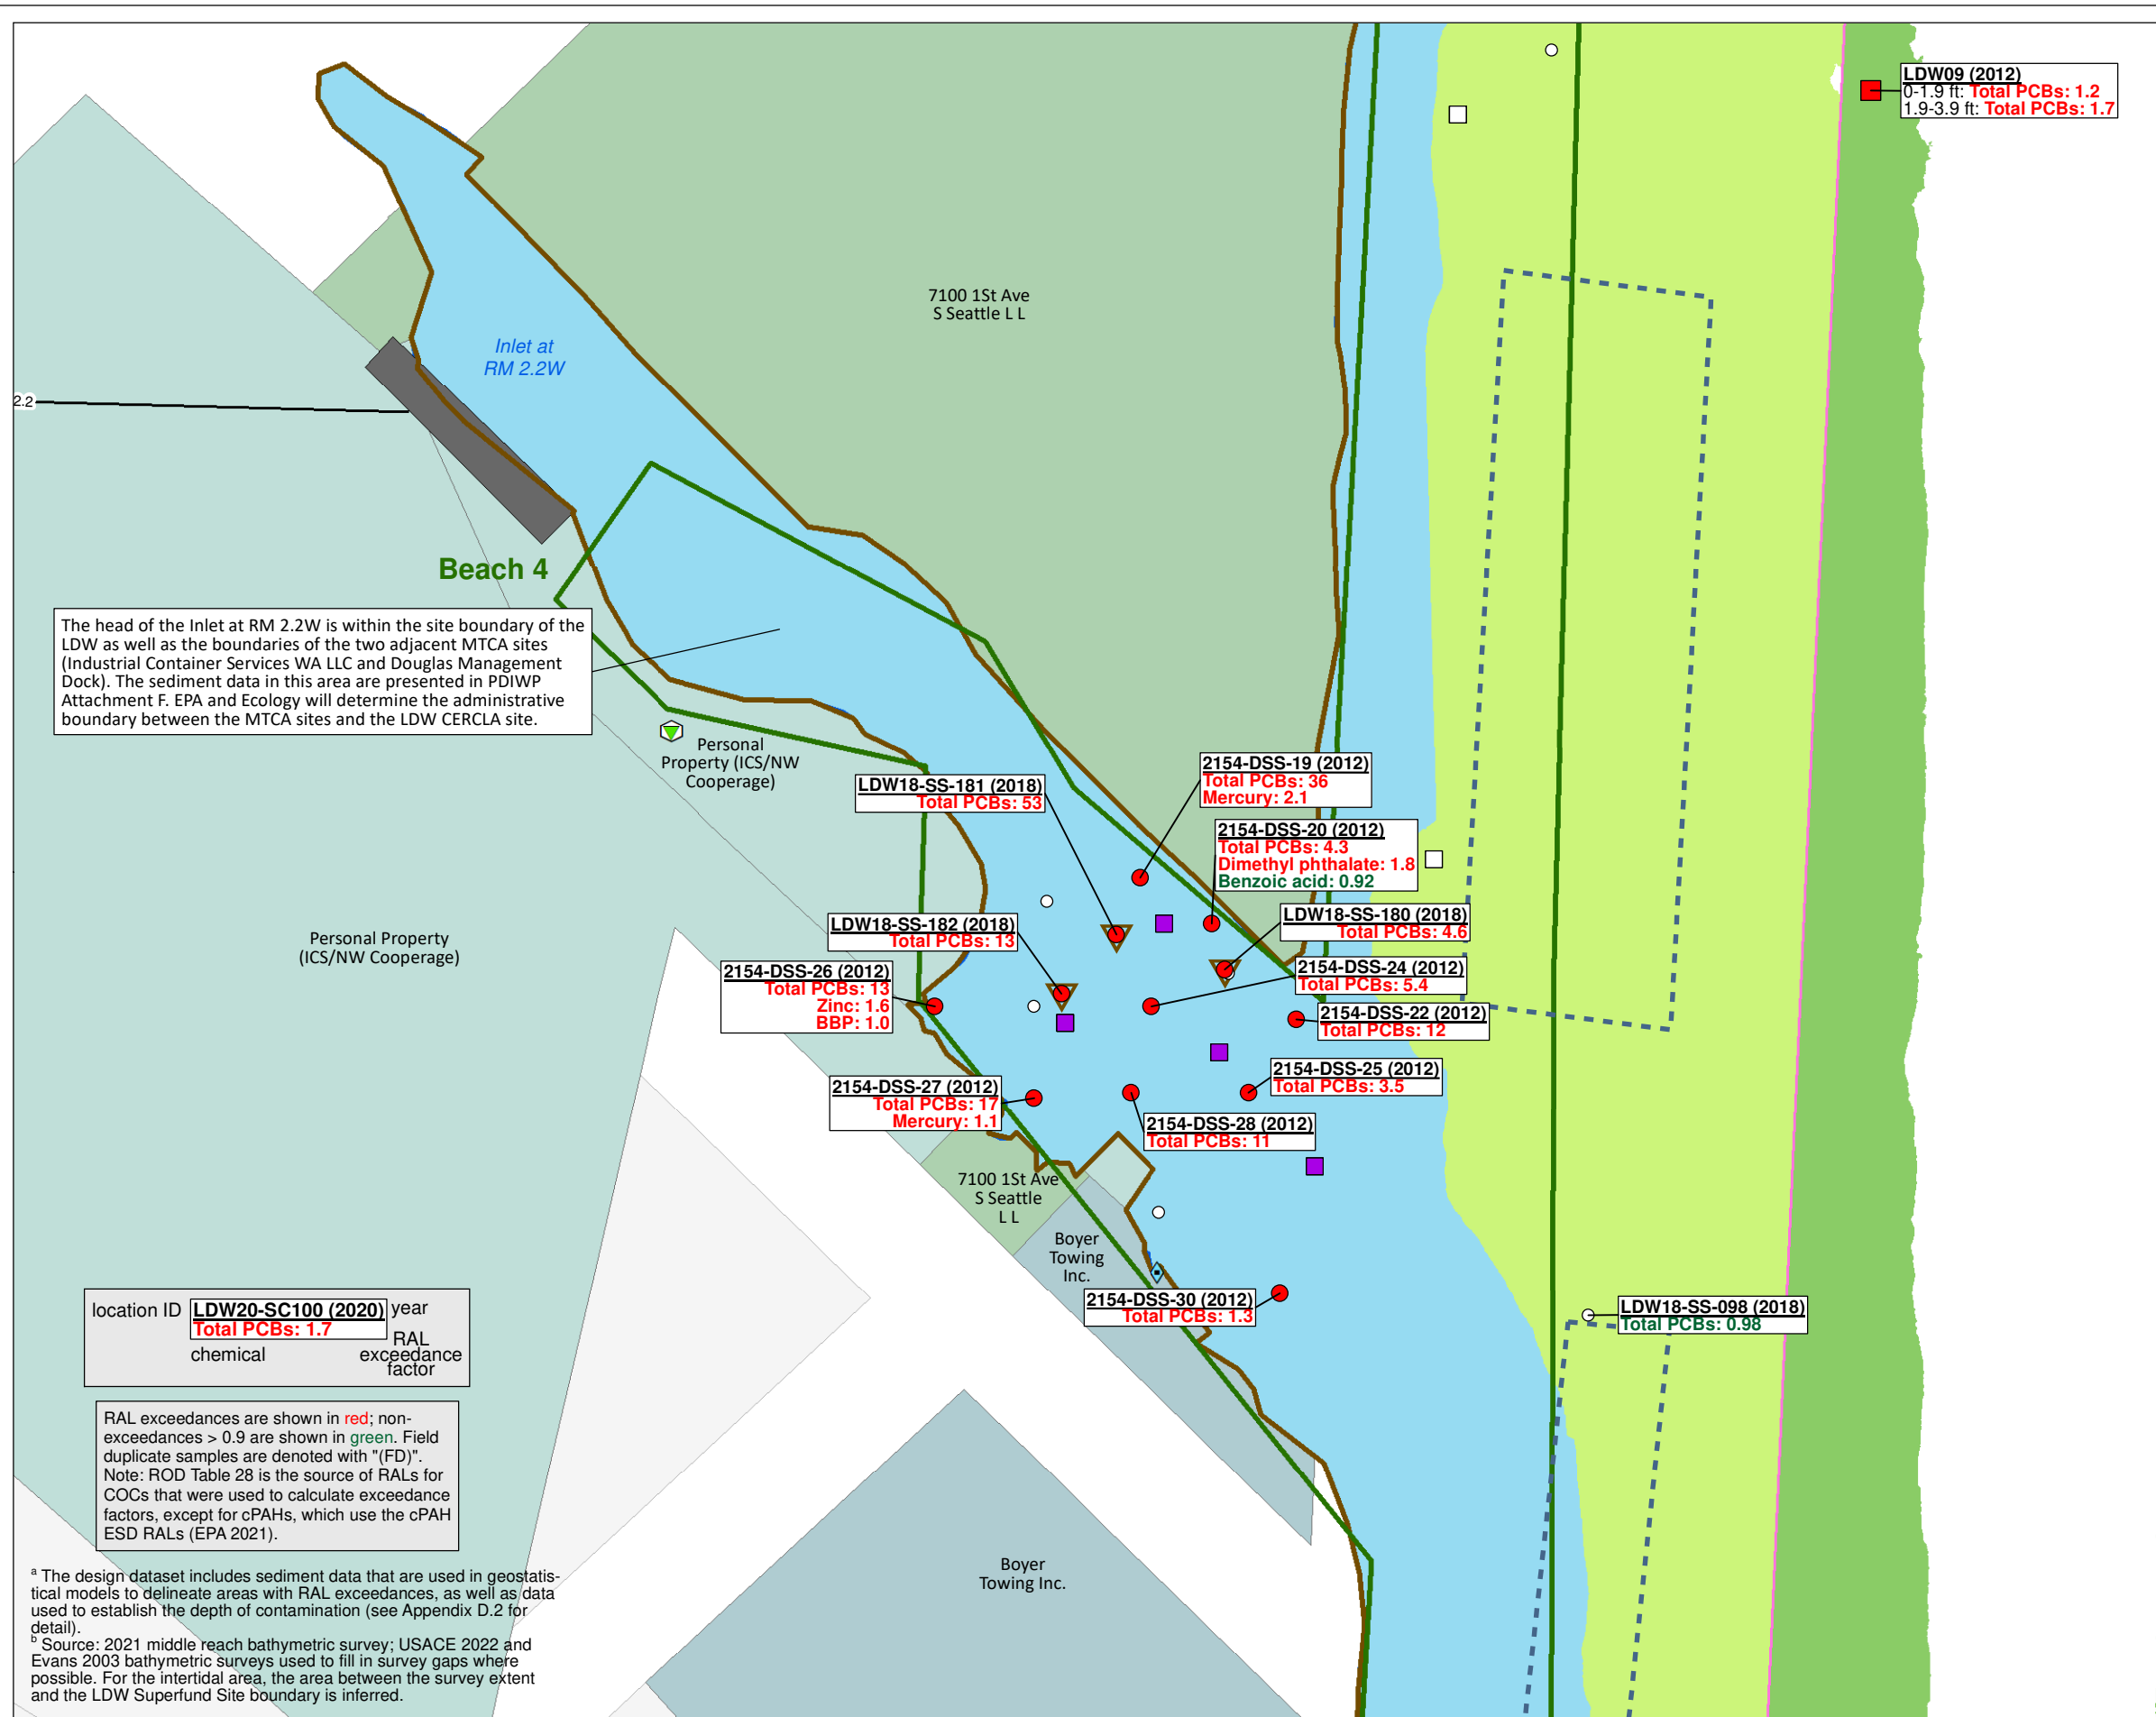 LDW09 (2012)
0-1.9 ft: Total PCBs: 1.2
1.9-3.9 ft: Total PCBs: 1.7
7100 1St Ave
S Seattle L L
Inlet at
RM 2.2W
2.2
Beach 4
The head of the Inlet at RM 2.2W is within the site boundary of the
LDW as well as the boundaries of the two adjacent MTCA sites
(Industrial Container Services WA LLC and Douglas Management
Dock). The sediment data in this area are presented in PDIWP
Attachment F. EPA and Ecology will determine the administrative
boundary between the MTCA sites and the LDW CERCLA site.
Personal
Property (ICS/NW
Cooperage)
2154-DSS-19 (2012)
Total PCBs: 36
Mercury: 2.1
LDW18-SS-181 (2018)
Total PCBs: 53
2154-DSS-20 (2012)
Total PCBs: 4.3
Dimethyl phthalate: 1.8
Benzoic acid: 0.92
LDW18-SS-182 (2018)
Total PCBs: 13
LDW18-SS-180 (2018)
Total PCBs: 4.6
Personal Property
(ICS/NW Cooperage)
2154-DSS-26 (2012)
Total PCBs: 13
Zinc: 1.6
BBP: 1.0
2154-DSS-24 (2012)
Total PCBs: 5.4
2154-DSS-22 (2012)
Total PCBs: 12
2154-DSS-25 (2012)
Total PCBs: 3.5
2154-DSS-27 (2012)
Total PCBs: 17
Mercury: 1.1
2154-DSS-28 (2012)
Total PCBs: 11
7100 1St Ave
S Seattle
L L
Boyer
Towing
Inc.
2154-DSS-30 (2012)
Total PCBs: 1.3
LDW18-SS-098 (2018)
Total PCBs: 0.98
location ID LDW20-SC100 (2020) year
Total PCBs: 1.7
chemical
RAL
exceedance
factor
RAL exceedances are shown in red; non-
exceedances > 0.9 are shown in green. Field
duplicate samples are denoted with "(FD)".
Note: ROD Table 28 is the source of RALs for
COCs that were used to calculate exceedance
factors, except for cPAHs, which use the cPAH
ESD RALs (EPA 2021).
Boyer
Towing Inc.
a The design dataset includes sediment data that are used in geostatis-
tical models to delineate areas with RAL exceedances, as well as data
used to establish the depth of contamination (see Appendix D.2 for
detail).
b Source: 2021 middle reach bathymetric survey; USACE 2022 and
Evans 2003 bathymetric surveys used to fill in survey gaps where
possible. For the intertidal area, the area between the survey extent
and the LDW Superfund Site boundary is inferred.